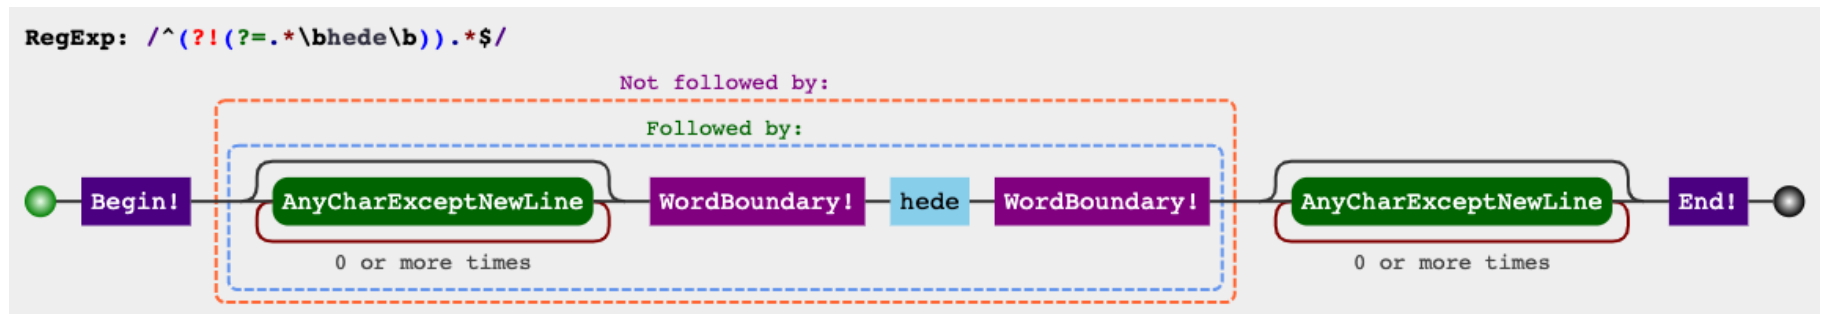 RegExp: /^(?!(?=.*\bhede\b)).*$/
Not followed by:
Followed by:
Begin! AnyCharExceptNewLine WordBoundary! hede WordBoundary! AnyCharExceptNewLine End!
0 or more times 0 or more times